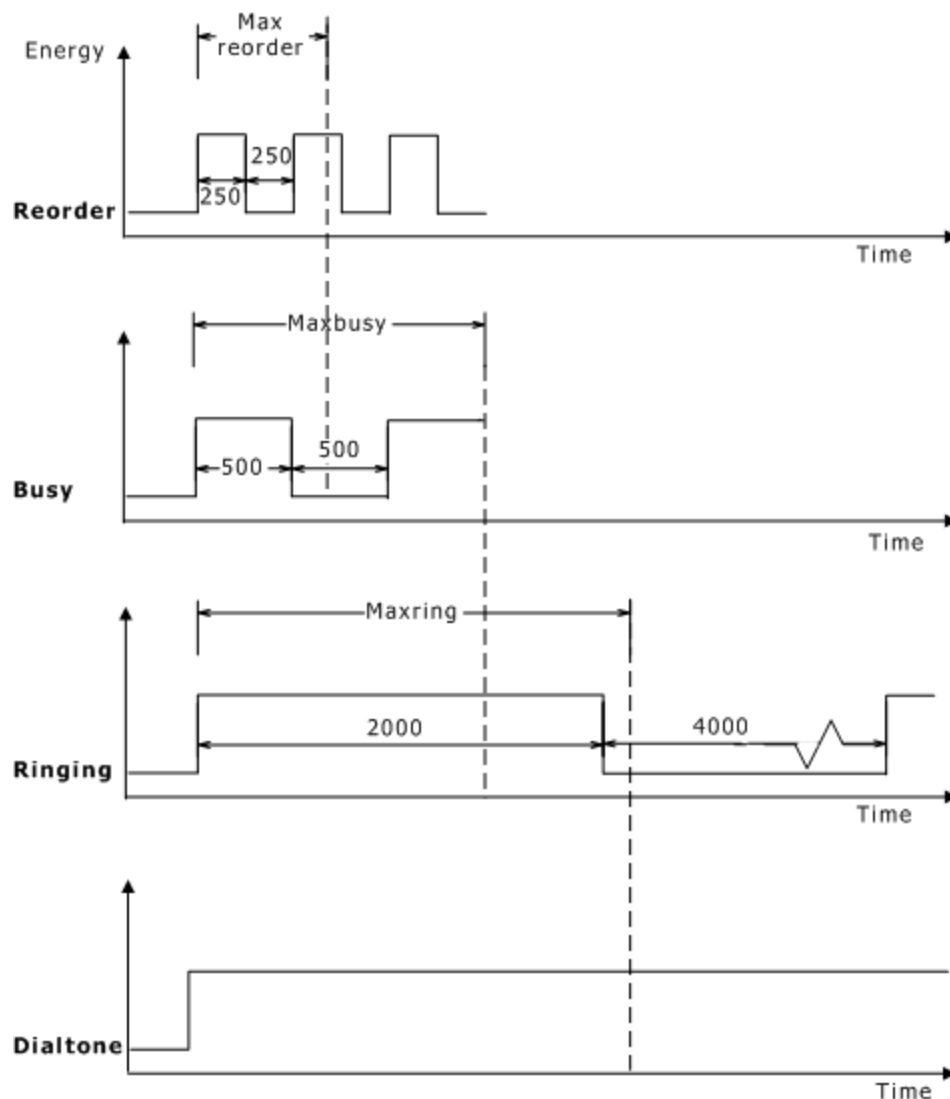 Max
reorder
Energy
250
250
Reorder
Time
Maxbusy
500
500
Busy
Time
Maxring
2000
4000
Ringing
Time
Dialtone
Time